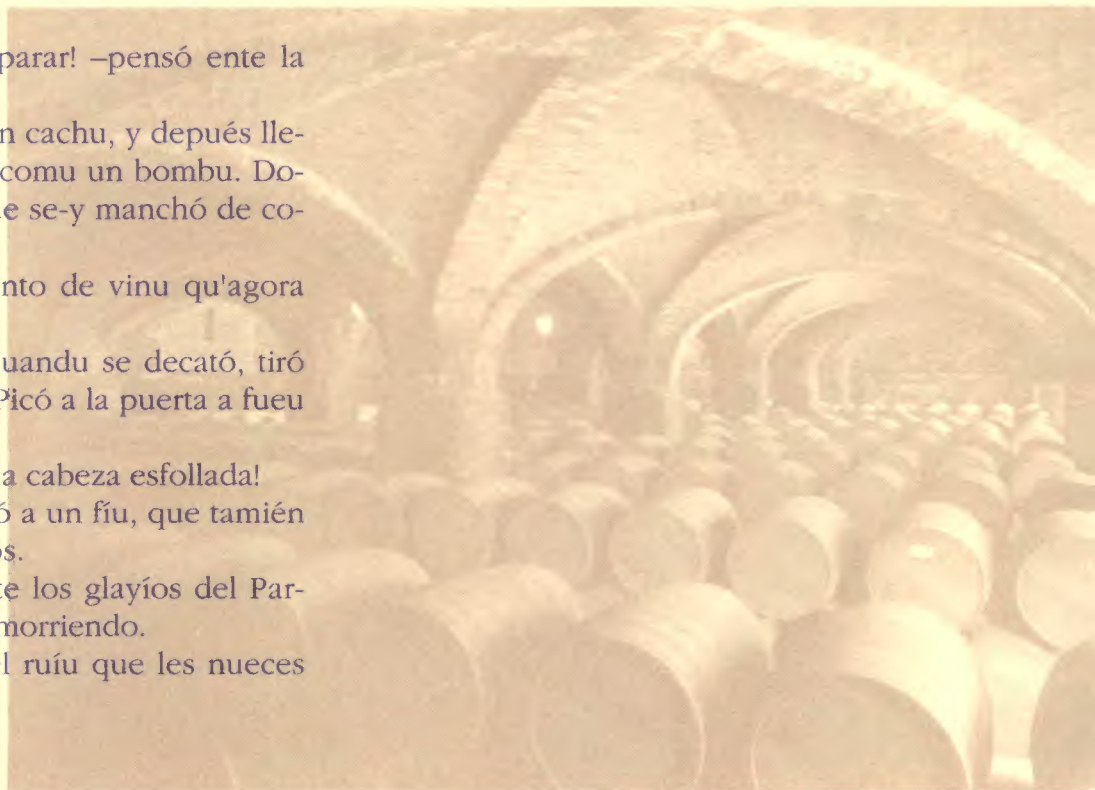 parar! –pensó ente la
n cachu, y depués lle-
comu un bombu. Do-
e se-y manchó de co-
nto de vinu qu'agora
uandu se decató, tiró
Picó a la puerta a fueu
a cabeza esfollada!
ó a un fíu, que tamién
os.
te los glayíos del Par-
morriendo.
l ruíu que les nueces